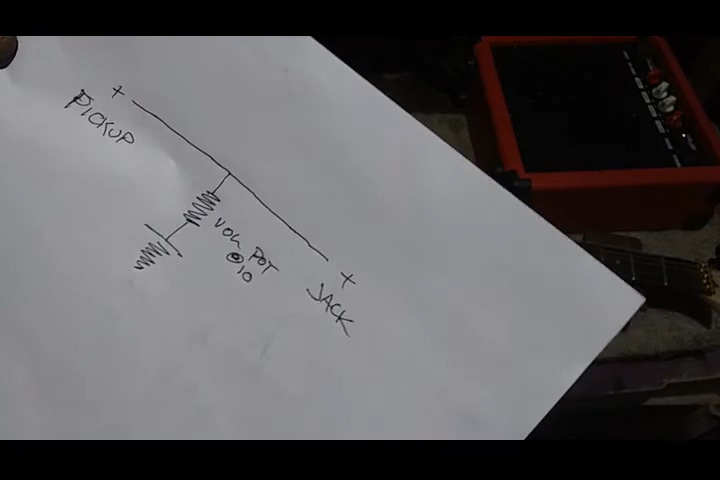 +
PICKUP
VOL POT
@10
+
JACK